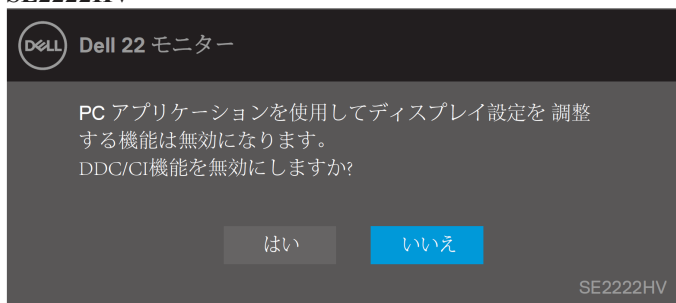 SE2222HV
DELL Dell 22 モニター
PC アプリケーションを使用してディスプレイ設定を 調整
する機能は無効になります。
DDC/CI機能を無効にしますか?
はい いいえ
SE2222HV